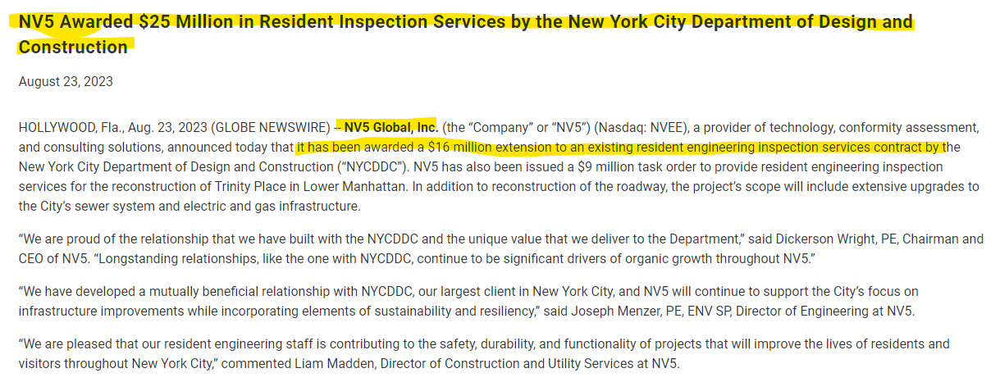 NV5 Awarded $25 Million in Resident Inspection Services by the New York City Department of Design and
Construction
August 23, 2023
HOLLYWOOD, Fla., Aug. 23, 2023 (GLOBE NEWSWIRE) -- NV5 Global, Inc. (the “Company” or “NV5”) (Nasdaq: NVEE), a provider of technology, conformity assessment,
and consulting solutions, announced today that it has been awarded a $16 million extension to an existing resident engineering inspection services contract by the
New York City Department of Design and Construction (“NYCDDC”). NV5 has also been issued a $9 million task order to provide resident engineering inspection
services for the reconstruction of Trinity Place in Lower Manhattan. In addition to reconstruction of the roadway, the project’s scope will include extensive upgrades to
the City’s sewer system and electric and gas infrastructure.
“We are proud of the relationship that we have built with the NYCDDC and the unique value that we deliver to the Department,” said Dickerson Wright, PE, Chairman and
CEO of NV5. “Longstanding relationships, like the one with NYCDDC, continue to be significant drivers of organic growth throughout NV5.”
“We have developed a mutually beneficial relationship with NYCDDC, our largest client in New York City, and NV5 will continue to support the City’s focus on
infrastructure improvements while incorporating elements of sustainability and resiliency,” said Joseph Menzer, PE, ENV SP, Director of Engineering at NV5.
“We are pleased that our resident engineering staff is contributing to the safety, durability, and functionality of projects that will improve the lives of residents and
visitors throughout New York City,” commented Liam Madden, Director of Construction and Utility Services at NV5.